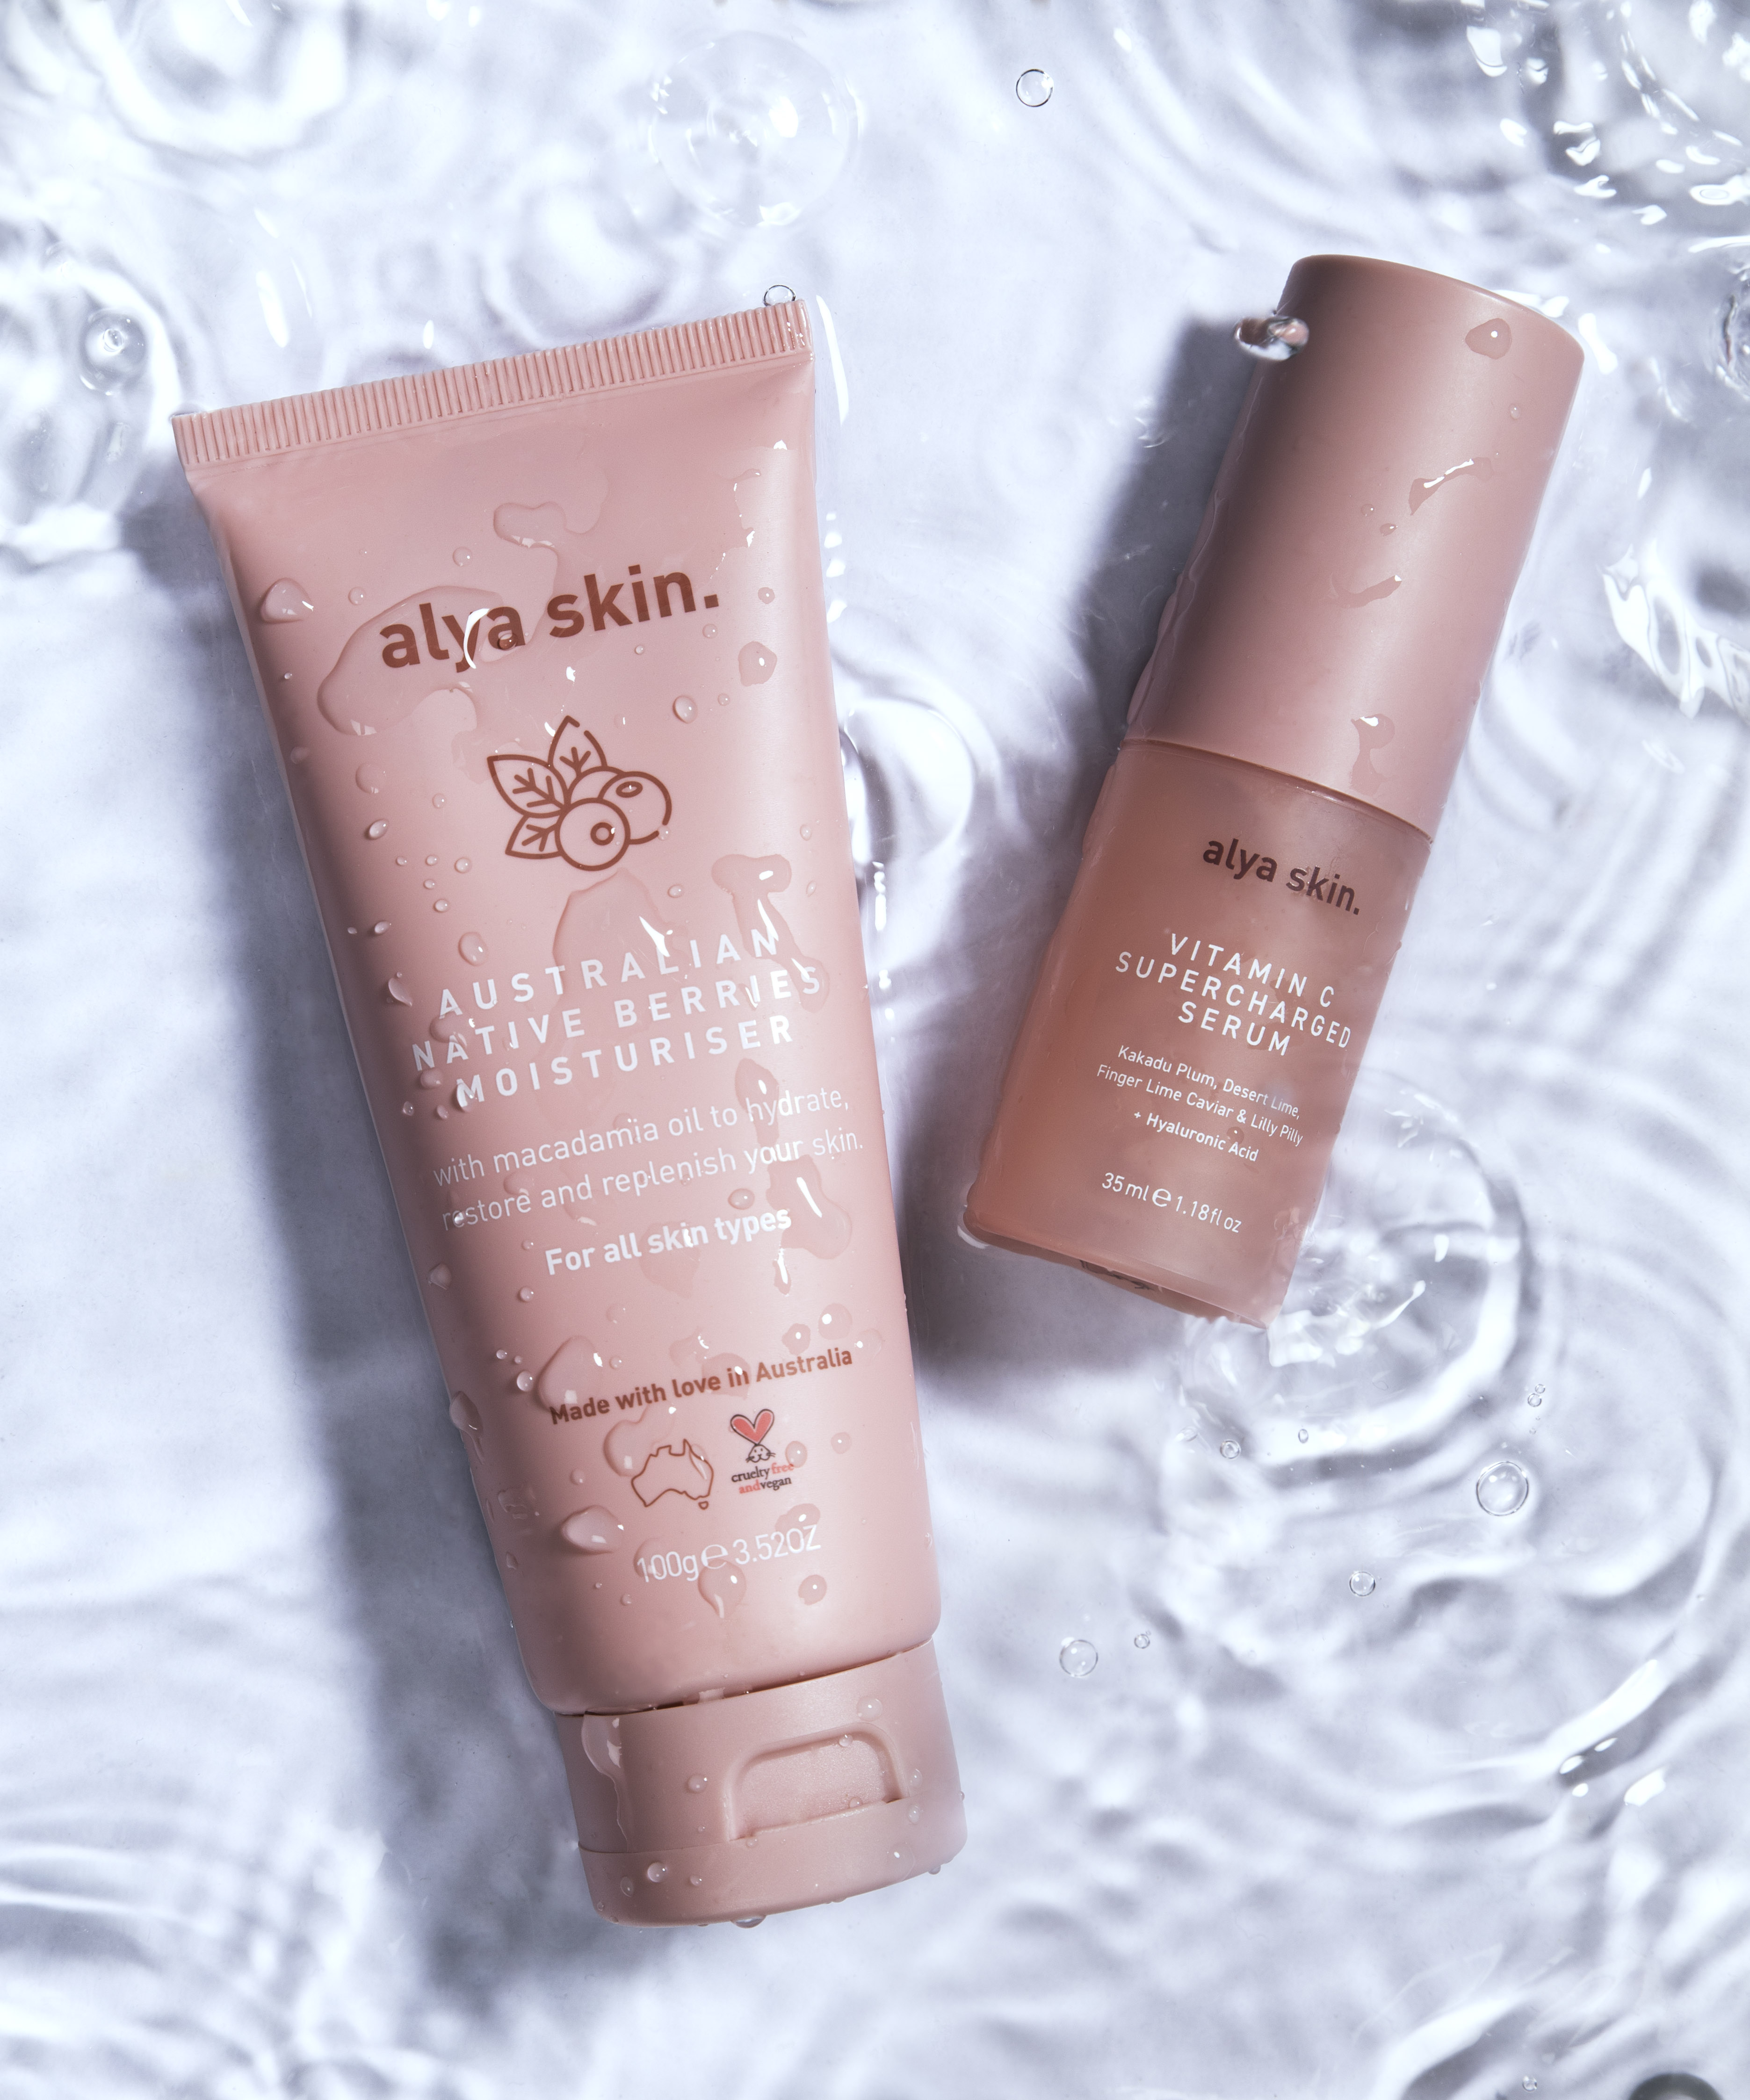 alya skin.
AUSTRALIAN
NATIVE BERRIES
MOISTURISER
with macadamia oil to hydrate,
restore and replenish your skin.
For all skin types
Made with love in Australia
cruelty free
and vegan
100g ℮ 3.52OZ
alya skin.
VITAMIN C
SUPERCHARGED
SERUM
Kakadu Plum, Desert Lime,
Finger Lime Caviar & Lilly Pilly
+ Hyaluronic Acid
35 ml ℮ 1.18fl oz